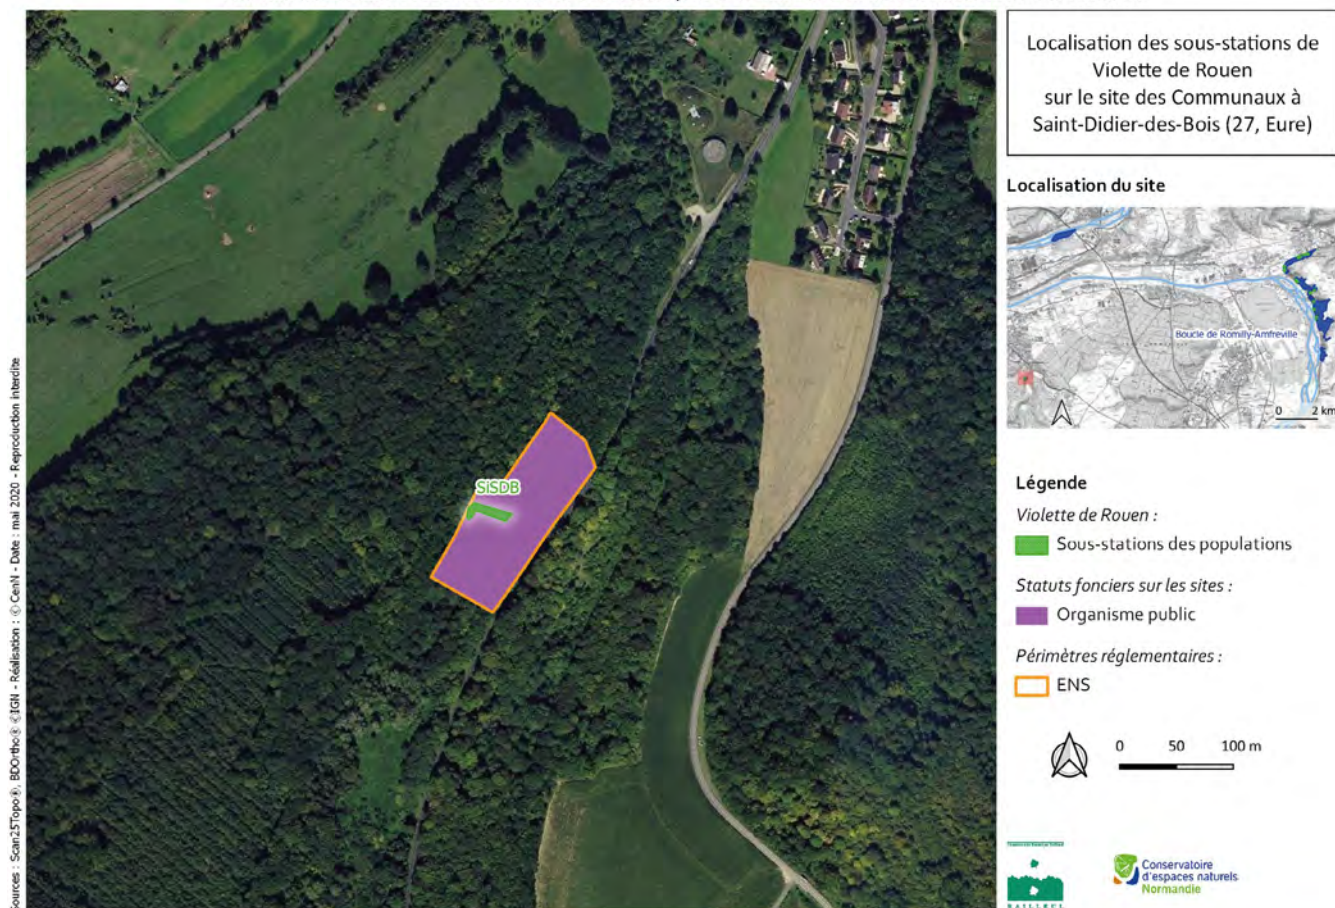 Localisation des sous-stations de
Violette de Rouen
sur le site des Communaux à
Saint-Didier-des-Bois (27, Eure)
Localisation du site
Boucle de Romilly-Amfreville
0 2 km
SiSDB
Légende
Violette de Rouen :
Sous-stations des populations
Statuts fonciers sur les sites :
Organisme public
Périmètres réglementaires :
ENS
0 50 100 m
BAILLEUL
Conservatoire
d'espaces naturels
Normandie
Sources : Scan25Topo®, BDOrtho® ©IGN - Réalisation : © CenN - Date : mai 2020 - Reproduction interdite